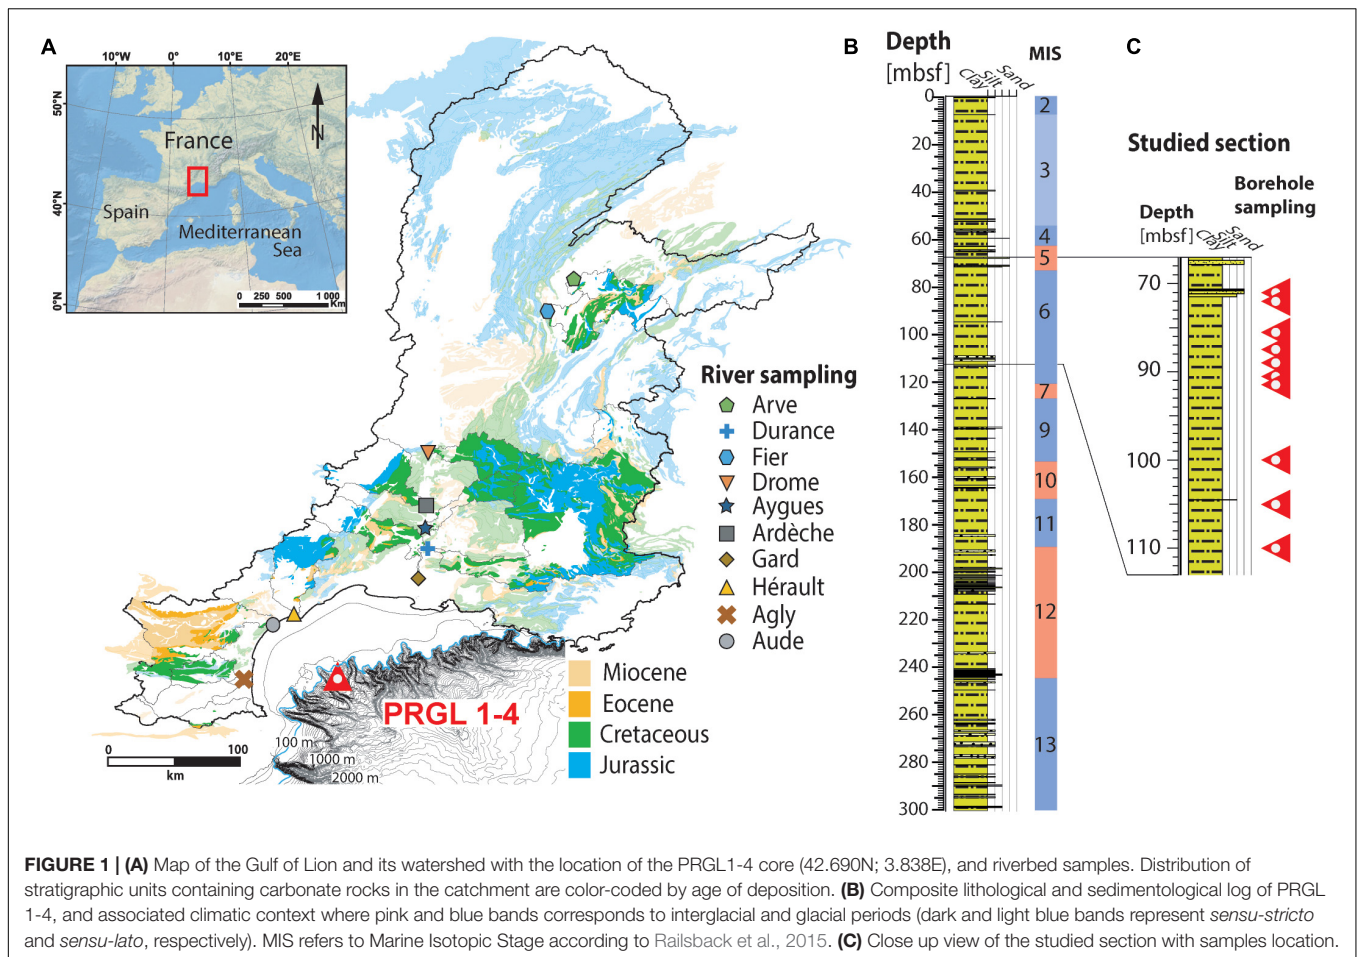 A
10°W 0° 10°E 20°E
50°N
40°N
0°N
N
France
Spain
Mediterranean
Sea
0 250 500 1 000
Km
River sampling
Arve
Durance
Fier
Drome
Aygues
Ardèche
Gard
Hérault
Agly
Aude
PRGL 1-4
100 m
1000 m
2000 m
Miocene
Eocene
Cretaceous
Jurassic
0 100
km
B
Depth
[mbsf]
Clay
Silt
Sand
MIS
0
20
40
60
80
100
120
140
160
180
200
220
240
260
280
300
2
3
4
5
6
7
9
10
11
12
13
C
Studied section
Borehole
sampling
Depth
[mbsf]
Clay
Silt
Sand
70
90
100
110
FIGURE 1 | (A) Map of the Gulf of Lion and its watershed with the location of the PRGL1-4 core (42.690N; 3.838E), and riverbed samples. Distribution of
stratigraphic units containing carbonate rocks in the catchment are color-coded by age of deposition. (B) Composite lithological and sedimentological log of PRGL
1-4, and associated climatic context where pink and blue bands corresponds to interglacial and glacial periods (dark and light blue bands represent sensu-stricto
and sensu-lato, respectively). MIS refers to Marine Isotopic Stage according to Railsback et al., 2015. (C) Close up view of the studied section with samples location.